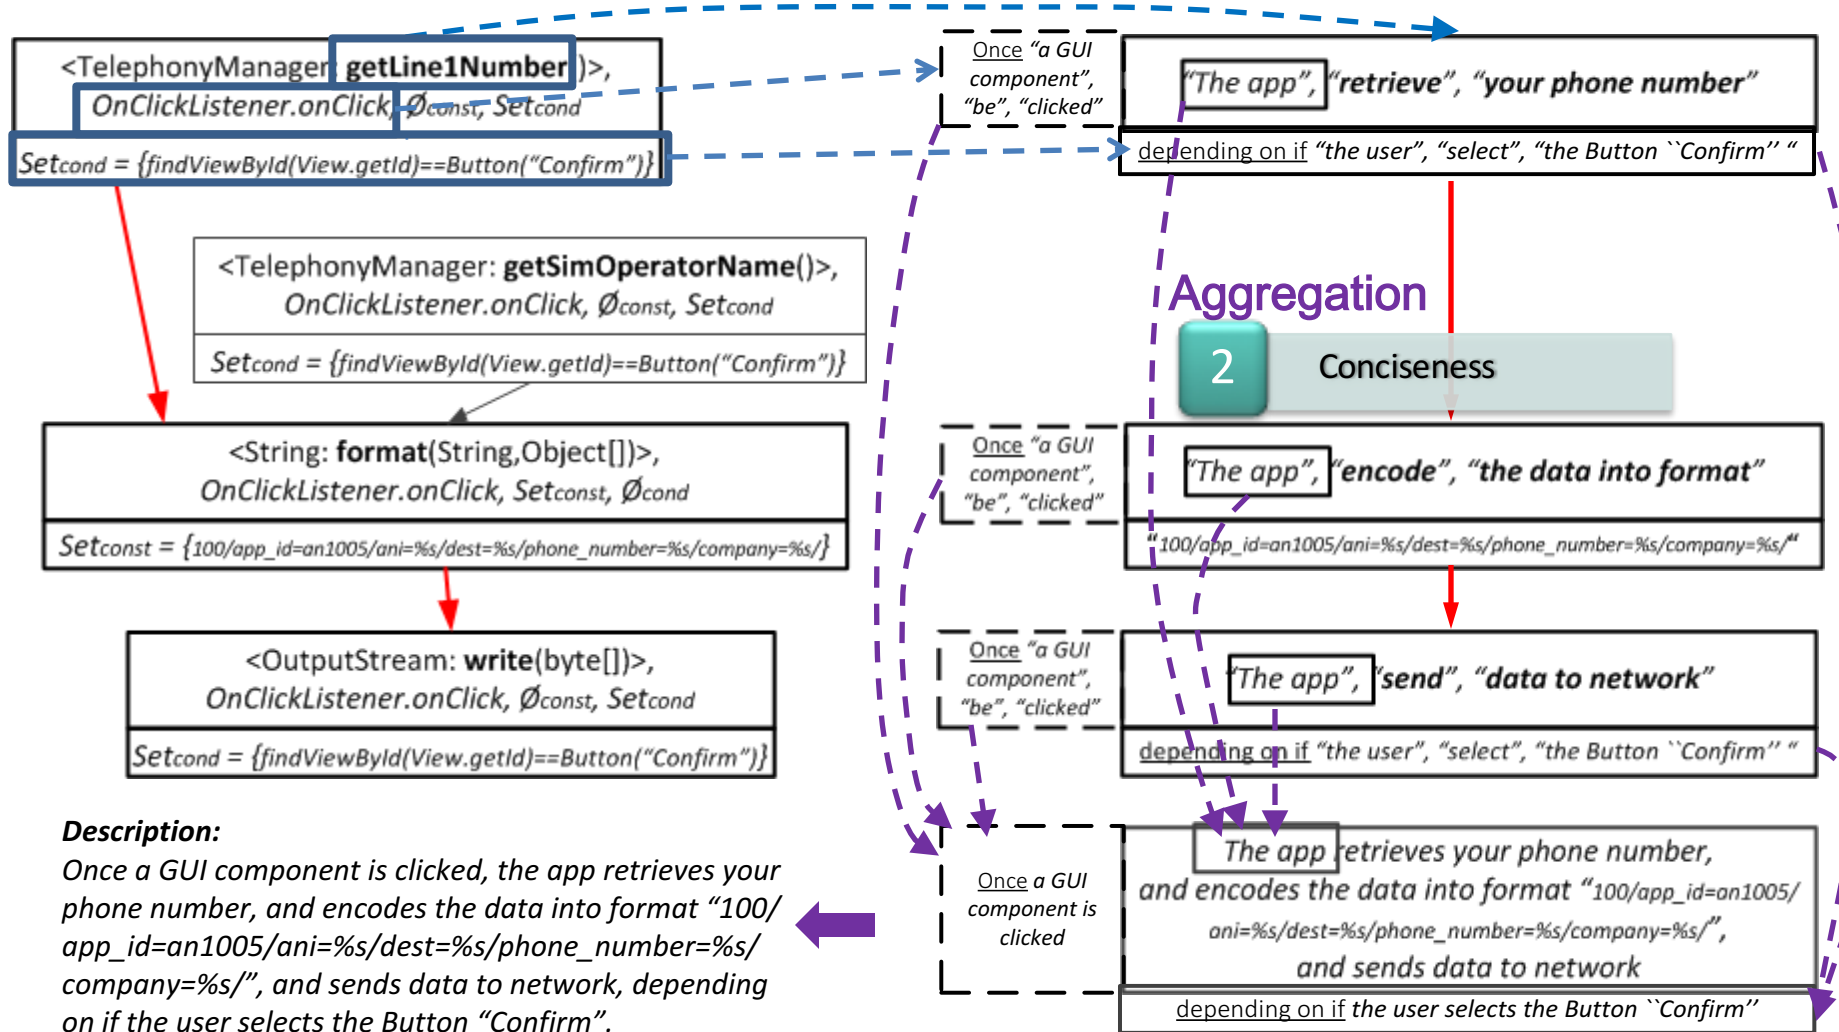 <TelephonyManager: getLine1Number()>,
OnClickListener.onClick, Øconst, Setcond
Setcond = {findViewById(View.getId)==Button(“Confirm”)}
<TelephonyManager: getSimOperatorName()>,
OnClickListener.onClick, Øconst, Setcond
Setcond = {findViewById(View.getId)==Button(“Confirm”)}
<String: format(String,Object[])>,
OnClickListener.onClick, Setconst, Øcond
Setconst = {100/app_id=an1005/ani=%s/dest=%s/phone_number=%s/company=%s/}
<OutputStream: write(byte[])>,
OnClickListener.onClick, Øconst, Setcond
Setcond = {findViewById(View.getId)==Button(“Confirm”)}
Description:
Once a GUI component is clicked, the app retrieves your
phone number, and encodes the data into format “100/
app_id=an1005/ani=%s/dest=%s/phone_number=%s/
company=%s/”, and sends data to network, depending
on if the user selects the Button “Confirm”.
Once “a GUI
component”,
“be”, “clicked”
“The app”, “retrieve”, “your phone number”
depending on if “the user”, “select”, “the Button ``Confirm’’ “
Aggregation
2
Conciseness
Once “a GUI
component”,
“be”, “clicked”
“The app”, “encode”, “the data into format”
“100/app_id=an1005/ani=%s/dest=%s/phone_number=%s/company=%s/“
Once “a GUI
component”,
“be”, “clicked”
“The app”, “send”, “data to network”
depending on if “the user”, “select”, “the Button ``Confirm’’ “
Once a GUI
component is
clicked
The app retrieves your phone number,
and encodes the data into format “100/app_id=an1005/
ani=%s/dest=%s/phone_number=%s/company=%s/”,
and sends data to network
depending on if the user selects the Button ``Confirm’’